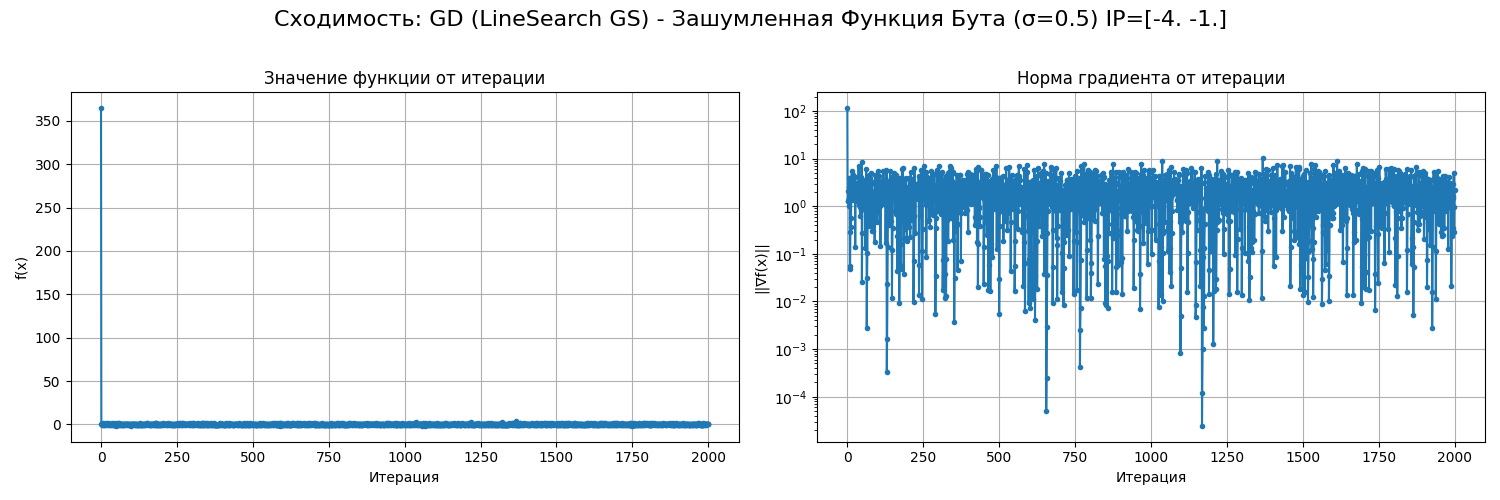 Сходимость: GD (LineSearch GS) - Зашумленная Функция Бута (σ=0.5) IP=[-4. -1.]
Значение функции от итерации
f(x)
350
300
250
200
150
100
50
0
0 250 500 750 1000 1250 1500 1750 2000
Итерация
Норма градиента от итерации
||∇f(x)||
10²
10¹
10⁰
10⁻¹
10⁻²
10⁻³
10⁻⁴
0 250 500 750 1000 1250 1500 1750 2000
Итерация